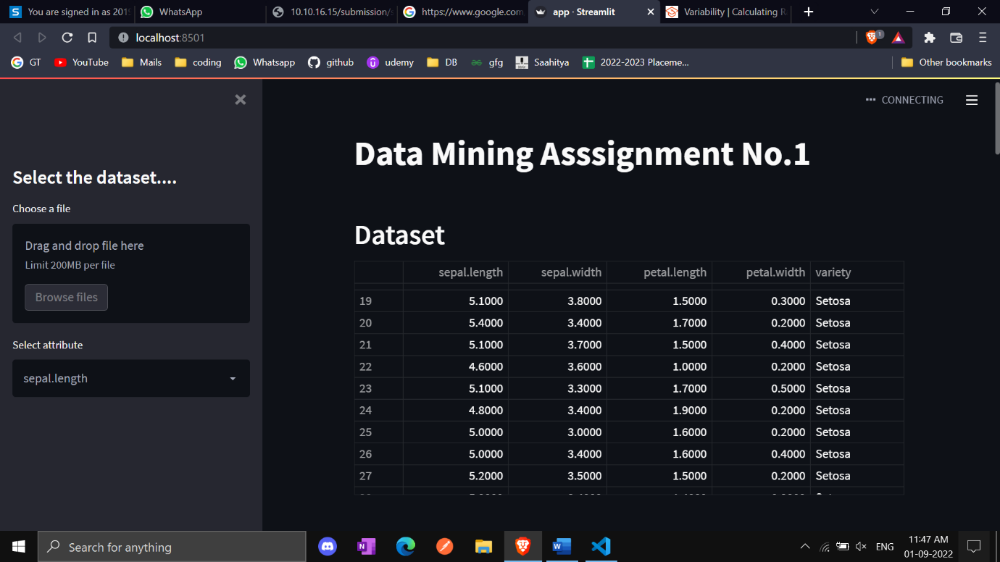 You are signed in as 2019
WhatsApp
10.10.16.15/submission/s
https://www.google.com
app · Streamlit
Variability | Calculating R
localhost:8501
1
GT
YouTube
Mails
coding
Whatsapp
github
udemy
DB
gfg
Saahitya
2022-2023 Placeme...
Other bookmarks
CONNECTING
Select the dataset....
Choose a file
Drag and drop file here
Limit 200MB per file
Browse files
Select attribute
sepal.length
Data Mining Asssignment No.1
Dataset
sepal.length sepal.width petal.length petal.width variety
19 5.1000 3.8000 1.5000 0.3000 Setosa
20 5.4000 3.4000 1.7000 0.2000 Setosa
21 5.1000 3.7000 1.5000 0.4000 Setosa
22 4.6000 3.6000 1.0000 0.2000 Setosa
23 5.1000 3.3000 1.7000 0.5000 Setosa
24 4.8000 3.4000 1.9000 0.2000 Setosa
25 5.0000 3.0000 1.6000 0.2000 Setosa
26 5.0000 3.4000 1.6000 0.4000 Setosa
27 5.2000 3.5000 1.5000 0.2000 Setosa
Search for anything
ENG
11:47 AM
01-09-2022